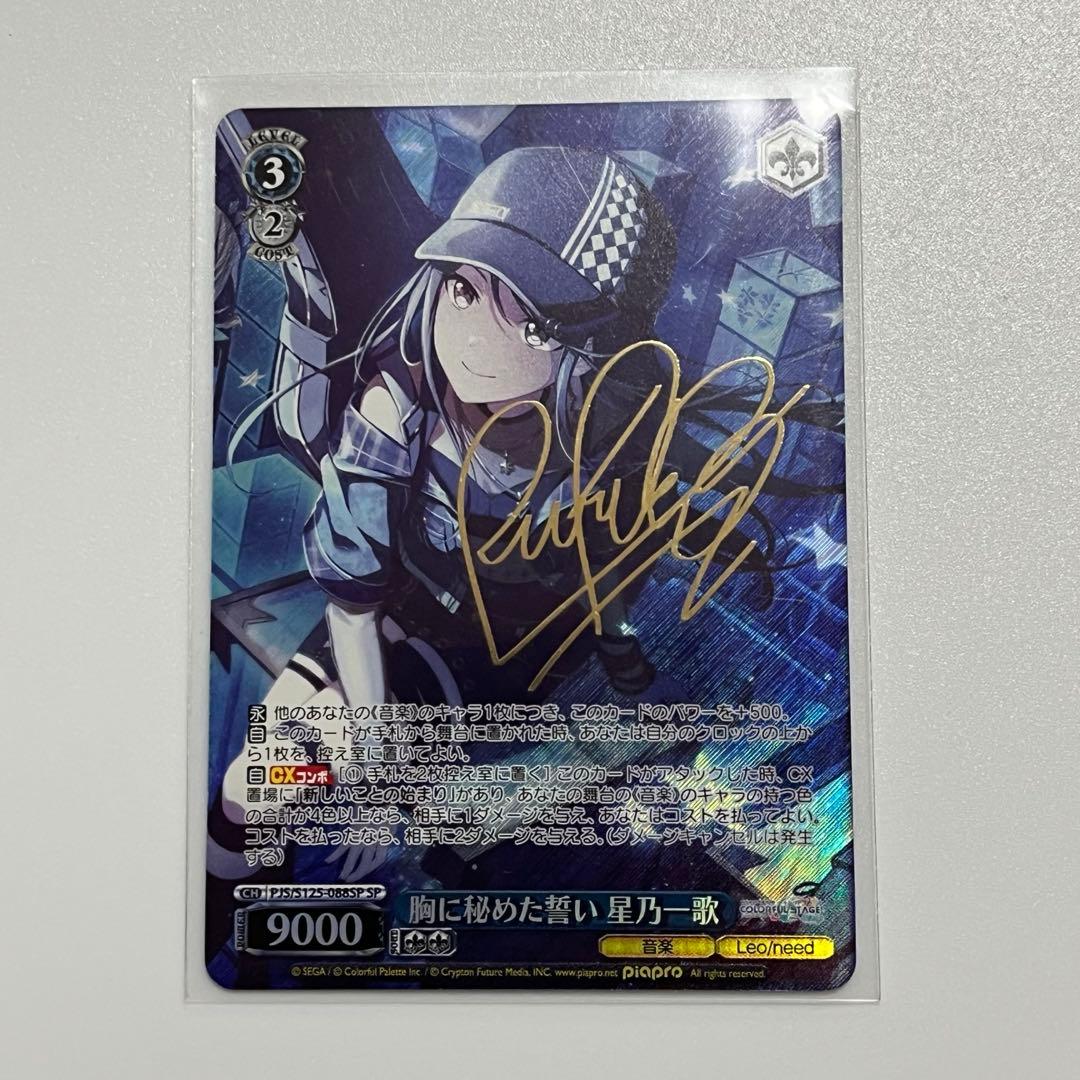 LEVEL
3
2
COST
永 他のあなたの《音楽》のキャラ1枚につき、このカードのパワーを+500。
自 このカードが手札から舞台に置かれた時、あなたは自分のクロックの上か
ら1枚を、控え室に置いてよい。
自 CXコンボ [① 手札を2枚控え室に置く] このカードがアタックした時、CX
置場に「新しいことの始まり」があり、あなたの舞台の《音楽》のキャラの持つ色
の合計が4色以上なら、相手に1ダメージを与え、あなたはコストを払ってよい。
コストを払ったなら、相手に2ダメージを与える。(ダメージキャンセルは発生
する)
CH PJS/S125-088SP SP
POWER 9000
SOUL
胸に秘めた誓い 星乃一歌
COLORFUL STAGE
音楽 Leo/need
© SEGA / © Colorful Palette Inc. / © Crypton Future Media, INC. www.piapro.net piapro All rights reserved.